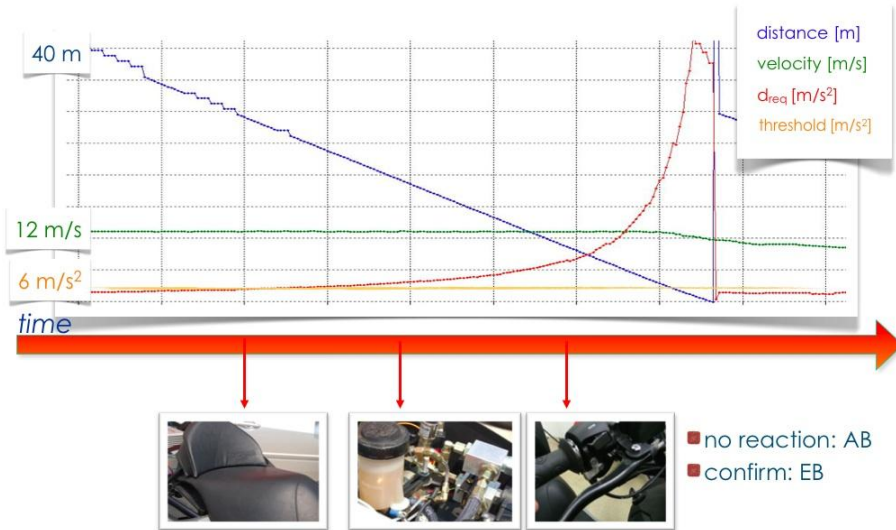 40 m
12 m/s
6 m/s²
time
distance [m]
velocity [m/s]
dreq [m/s²]
threshold [m/s²]
no reaction: AB
confirm: EB